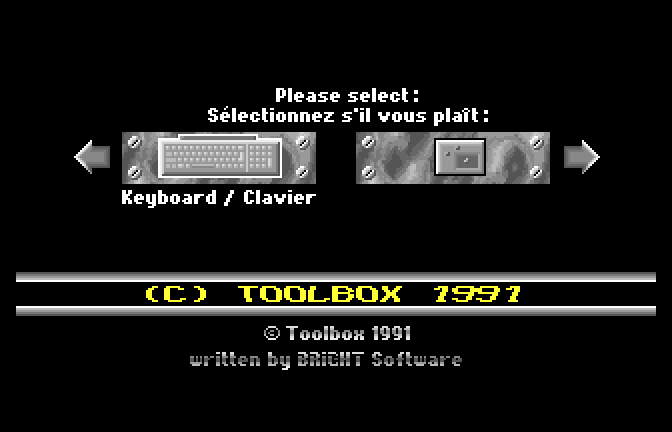 Please select:
Sélectionnez s'il vous plaît:
Keyboard / Clavier
(C) TOOLBOX 1991
© Toolbox 1991
written by BRiGHT Software